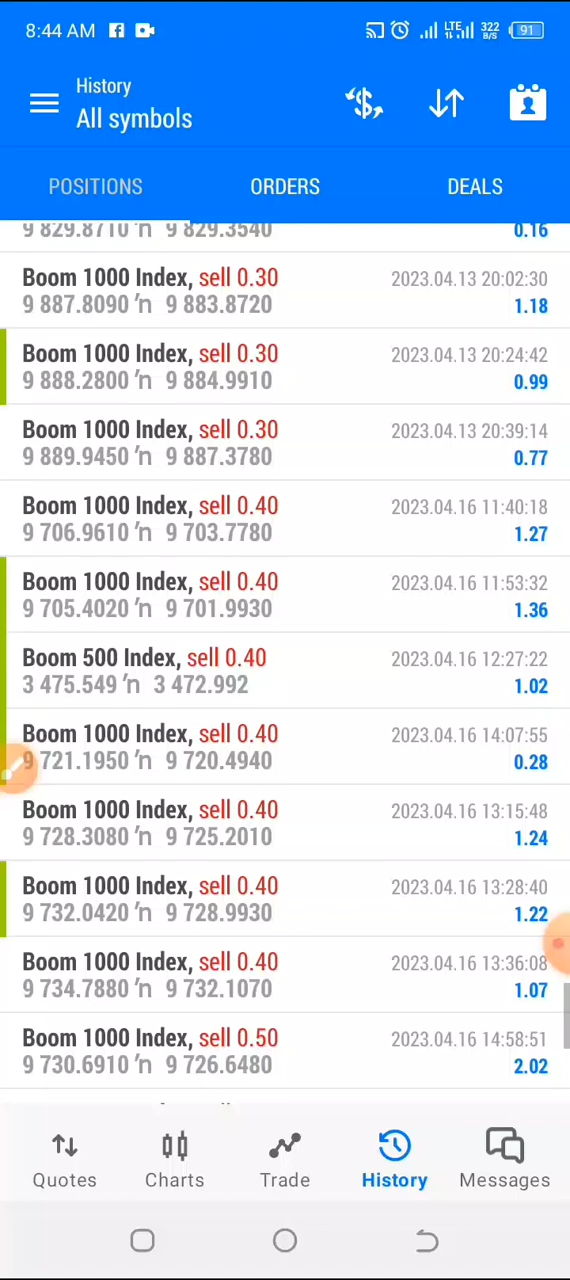 8:44 AM
LTE 322 B/S 91
History
All symbols
POSITIONS ORDERS DEALS
9 829.8710 'n 9 829.3540 0.16
Boom 1000 Index, sell 0.30 2023.04.13 20:02:30
9 887.8090 'n 9 883.8720 1.18
Boom 1000 Index, sell 0.30 2023.04.13 20:24:42
9 888.2800 'n 9 884.9910 0.99
Boom 1000 Index, sell 0.30 2023.04.13 20:39:14
9 889.9450 'n 9 887.3780 0.77
Boom 1000 Index, sell 0.40 2023.04.16 11:40:18
9 706.9610 'n 9 703.7780 1.27
Boom 1000 Index, sell 0.40 2023.04.16 11:53:32
9 705.4020 'n 9 701.9930 1.36
Boom 500 Index, sell 0.40 2023.04.16 12:27:22
3 475.549 'n 3 472.992 1.02
Boom 1000 Index, sell 0.40 2023.04.16 14:07:55
9 721.1950 'n 9 720.4940 0.28
Boom 1000 Index, sell 0.40 2023.04.16 13:15:48
9 728.3080 'n 9 725.2010 1.24
Boom 1000 Index, sell 0.40 2023.04.16 13:28:40
9 732.0420 'n 9 728.9930 1.22
Boom 1000 Index, sell 0.40 2023.04.16 13:36:08
9 734.7880 'n 9 732.1070 1.07
Boom 1000 Index, sell 0.50 2023.04.16 14:58:51
9 730.6910 'n 9 726.6480 2.02
Quotes Charts Trade History Messages